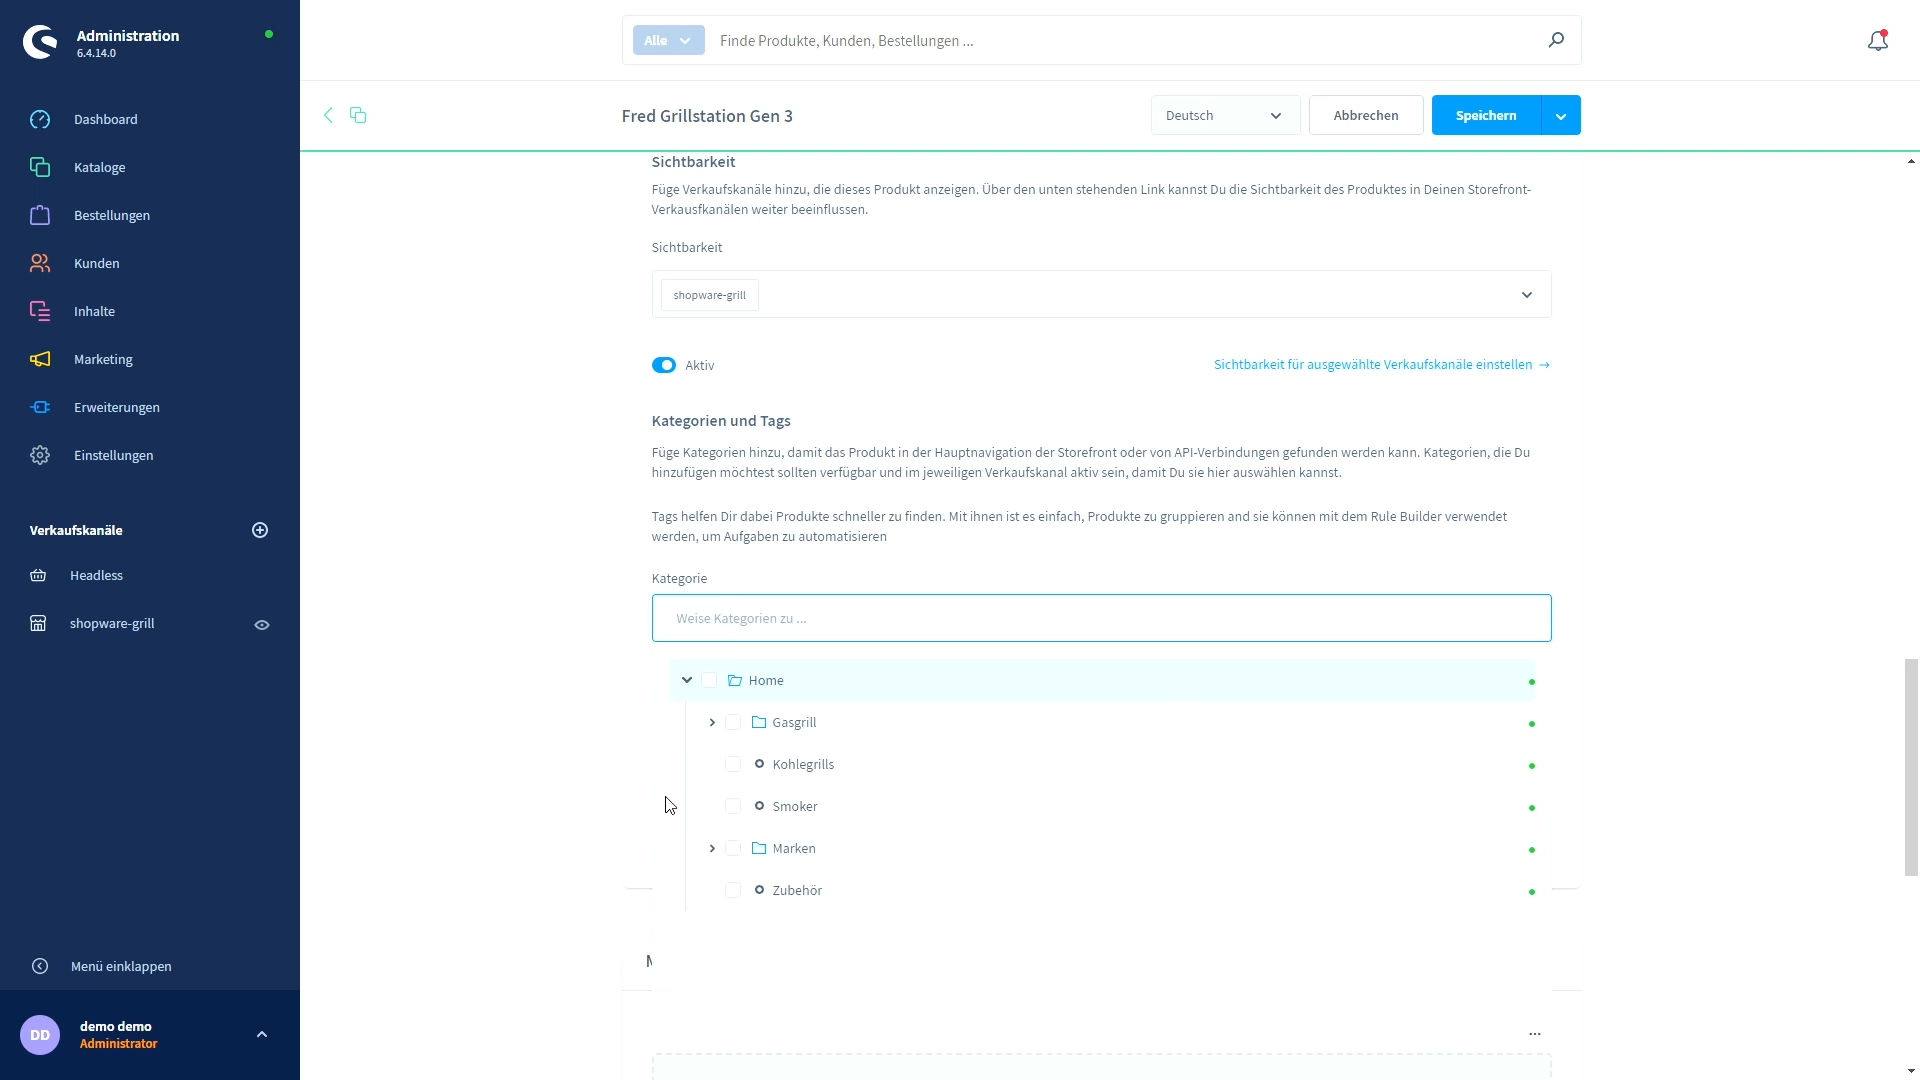 Administration
6.4.14.0
Dashboard
Kataloge
Bestellungen
Kunden
Inhalte
Marketing
Erweiterungen
Einstellungen
Verkaufskanäle
Headless
shopware-grill
Menü einklappen
DD
demo demo
Administrator
Alle
Finde Produkte, Kunden, Bestellungen ...
Fred Grillstation Gen 3
Deutsch
Abbrechen
Speichern
Sichtbarkeit
Füge Verkaufskanäle hinzu, die dieses Produkt anzeigen. Über den unten stehenden Link kannst Du die Sichtbarkeit des Produktes in Deinen Storefront-
Verkausfkanälen weiter beeinflussen.
Sichtbarkeit
shopware-grill
Aktiv
Sichtbarkeit für ausgewählte Verkaufskanäle einstellen →
Kategorien und Tags
Füge Kategorien hinzu, damit das Produkt in der Hauptnavigation der Storefront oder von API-Verbindungen gefunden werden kann. Kategorien, die Du
hinzufügen möchtest sollten verfügbar und im jeweiligen Verkaufskanal aktiv sein, damit Du sie hier auswählen kannst.
Tags helfen Dir dabei Produkte schneller zu finden. Mit ihnen ist es einfach, Produkte zu gruppieren and sie können mit dem Rule Builder verwendet
werden, um Aufgaben zu automatisieren
Kategorie
Weise Kategorien zu ...
Home
Gasgrill
Kohlegrills
Smoker
Marken
Zubehör